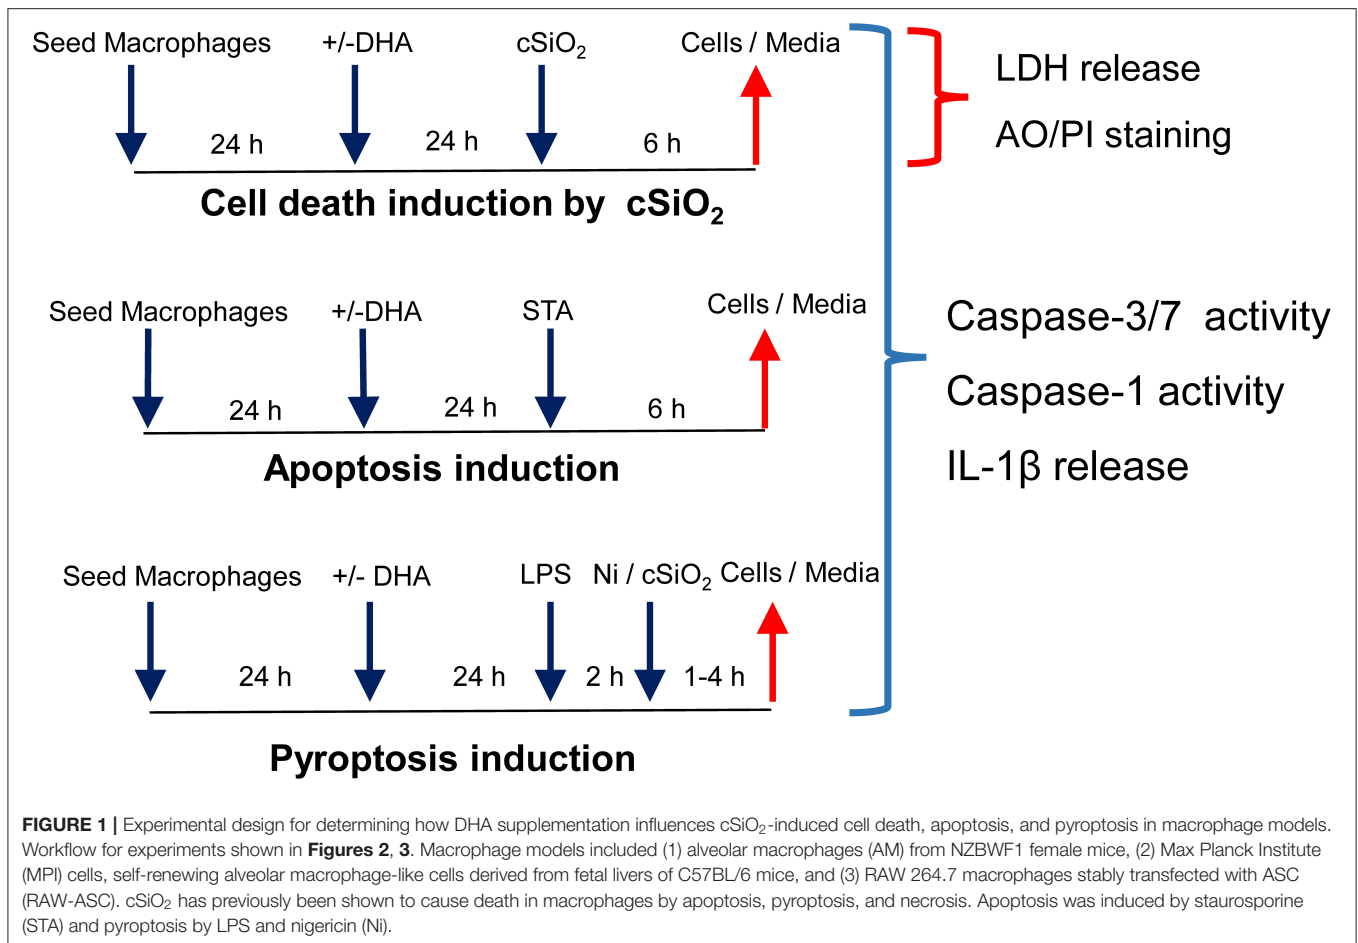 Seed Macrophages +/-DHA cSiO₂ Cells / Media
24 h 24 h 6 h
Cell death induction by cSiO₂
LDH release
AO/PI staining
Seed Macrophages +/-DHA STA Cells / Media
24 h 24 h 6 h
Apoptosis induction
Caspase-3/7 activity
Caspase-1 activity
IL-1β release
Seed Macrophages +/- DHA LPS Ni / cSiO₂ Cells / Media
24 h 24 h 2 h 1-4 h
Pyroptosis induction
FIGURE 1 | Experimental design for determining how DHA supplementation influences cSiO₂-induced cell death, apoptosis, and pyroptosis in macrophage models.
Workflow for experiments shown in Figures 2, 3. Macrophage models included (1) alveolar macrophages (AM) from NZBWF1 female mice, (2) Max Planck Institute
(MPI) cells, self-renewing alveolar macrophage-like cells derived from fetal livers of C57BL/6 mice, and (3) RAW 264.7 macrophages stably transfected with ASC
(RAW-ASC). cSiO₂ has previously been shown to cause death in macrophages by apoptosis, pyroptosis, and necrosis. Apoptosis was induced by staurosporine
(STA) and pyroptosis by LPS and nigericin (Ni).